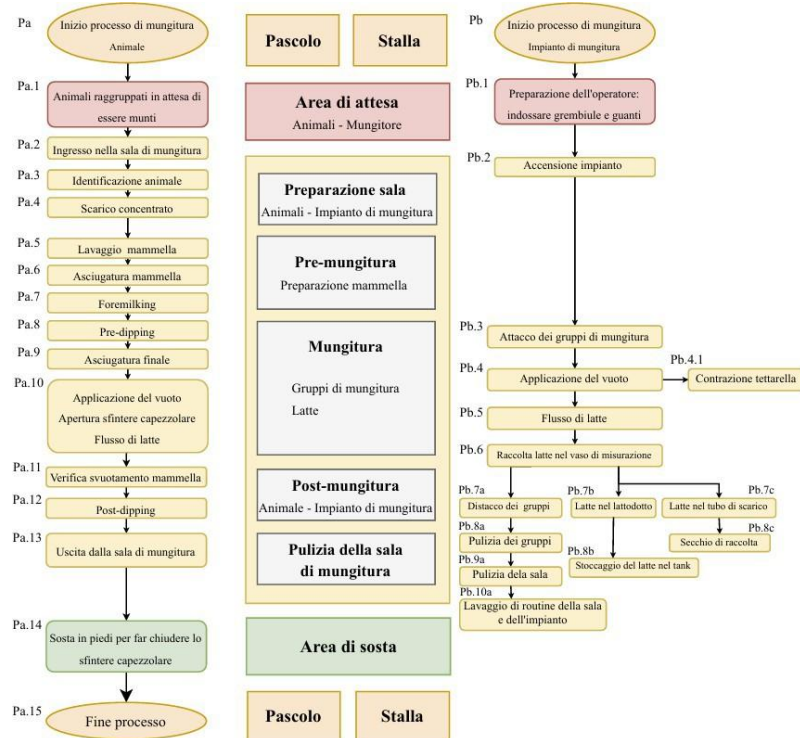 Pa
Inizio processo di mungitura
Animale
Pa.1
Animali raggruppati in attesa di
essere munti
Pa.2
Ingresso nella sala di mungitura
Pa.3
Identificazione animale
Pa.4
Scarico concentrato
Pa.5
Lavaggio mammella
Pa.6
Asciugatura mammella
Pa.7
Foremilking
Pa.8
Pre-dipping
Pa.9
Asciugatura finale
Pa.10
Applicazione del vuoto
Apertura sfintere capezzolare
Flusso di latte
Pa.11
Verifica svuotamento mammella
Pa.12
Post-dipping
Pa.13
Uscita dalla sala di mungitura
Pa.14
Sosta in piedi per far chiudere lo
sfintere capezzolare
Pa.15
Fine processo
Pascolo
Stalla
Area di attesa
Animali - Mungitore
Preparazione sala
Animali - Impianto di mungitura
Pre-mungitura
Preparazione mammella
Mungitura
Gruppi di mungitura
Latte
Post-mungitura
Animale - Impianto di mungitura
Pulizia della sala
di mungitura
Area di sosta
Pascolo
Stalla
Pb
Inizio processo di mungitura
Impianto di mungitura
Pb.1
Preparazione dell'operatore:
indossare grembiule e guanti
Pb.2
Accensione impianto
Pb.3
Attacco dei gruppi di mungitura
Pb.4
Applicazione del vuoto
Pb.4.1
Contrazione tettarella
Pb.5
Flusso di latte
Pb.6
Raccolta latte nel vaso di misurazione
Pb.7a
Distacco dei gruppi
Pb.7b
Latte nel lattodotto
Pb.7c
Latte nel tubo di scarico
Pb.8a
Pulizia dei gruppi
Pb.8b
Stoccaggio del latte nel tank
Pb.8c
Secchio di raccolta
Pb.9a
Pulizia dela sala
Pb.10a
Lavaggio di routine della sala
e dell'impianto